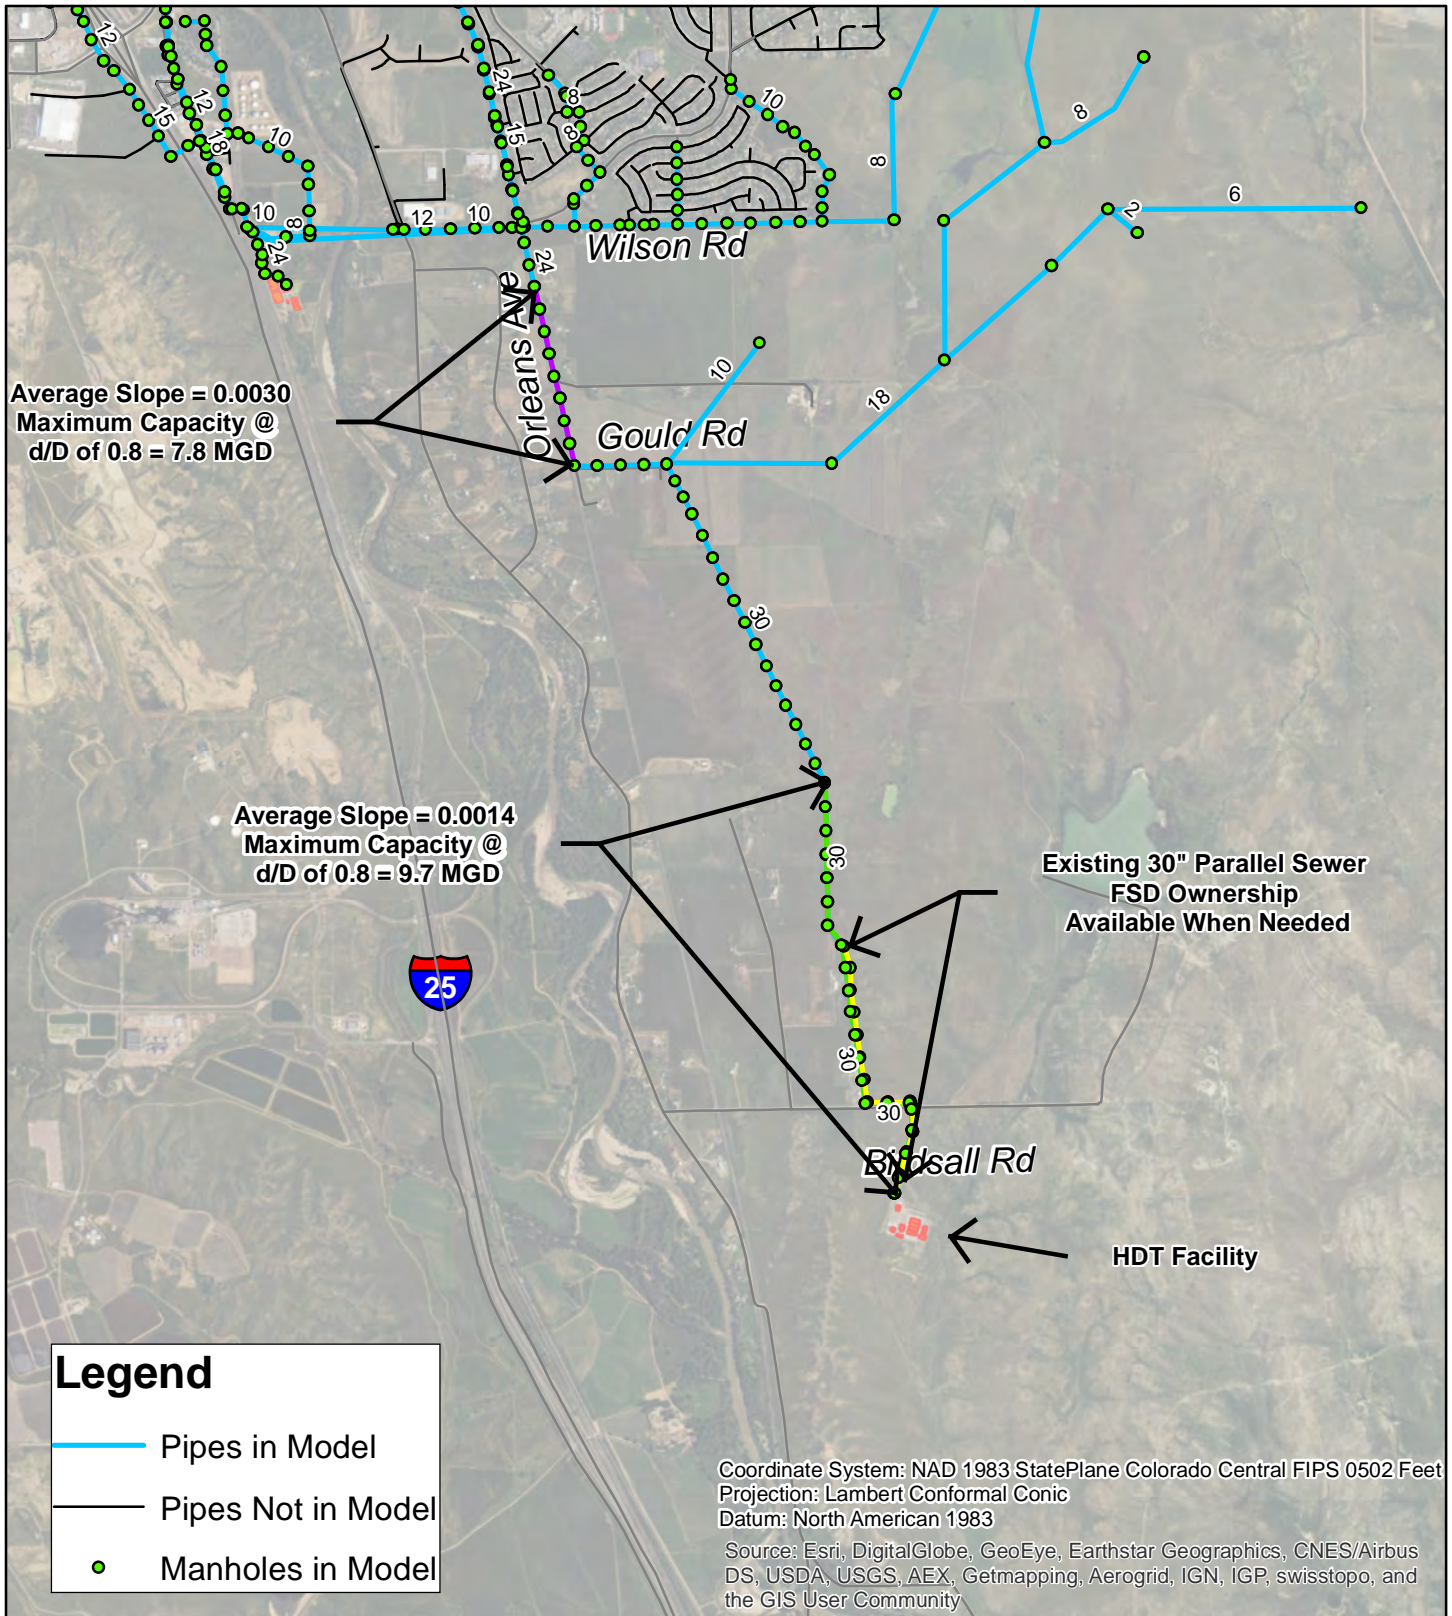 12
15
12
18
10
10
8
24
12
10
24
15
8
8
10
8
8
6
2
Wilson Rd
24
Orleans Ave
10
18
Gould Rd
Average Slope = 0.0030
Maximum Capacity @
d/D of 0.8 = 7.8 MGD
30
Average Slope = 0.0014
Maximum Capacity @
d/D of 0.8 = 9.7 MGD
30
Existing 30" Parallel Sewer
FSD Ownership
Available When Needed
25
30
30
Birdsall Rd
HDT Facility
Legend
Pipes in Model
Pipes Not in Model
Manholes in Model
Coordinate System: NAD 1983 StatePlane Colorado Central FIPS 0502 Feet
Projection: Lambert Conformal Conic
Datum: North American 1983
Source: Esri, DigitalGlobe, GeoEye, Earthstar Geographics, CNES/Airbus
DS, USDA, USGS, AEX, Getmapping, Aerogrid, IGN, IGP, swisstopo, and
the GIS User Community